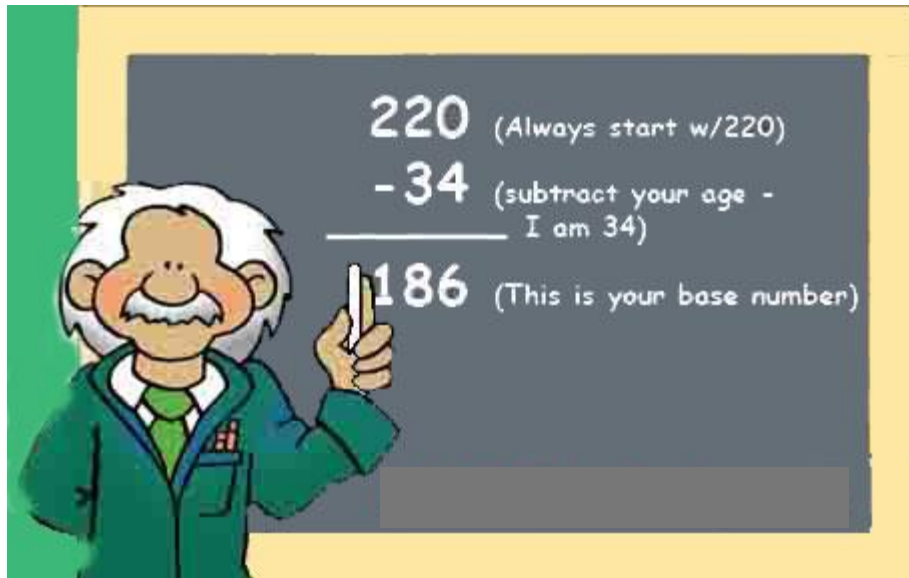 220 (Always start w/220)
-34 (subtract your age -
I am 34)
186 (This is your base number)